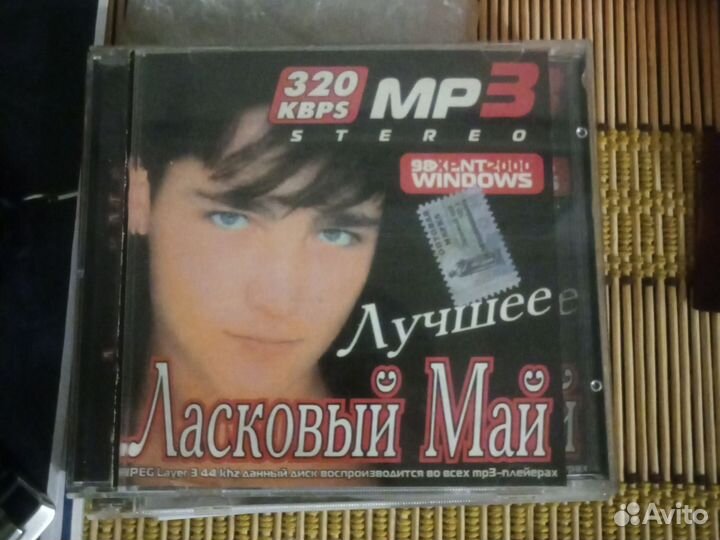 320 KBPS
MP3
STEREO
98 XP NT 2000
WINDOWS
Лучшее
Ласковый Май
PEG Layer 3 44 khz данный диск воспроизводится во всех mp3-плейерах
Avito